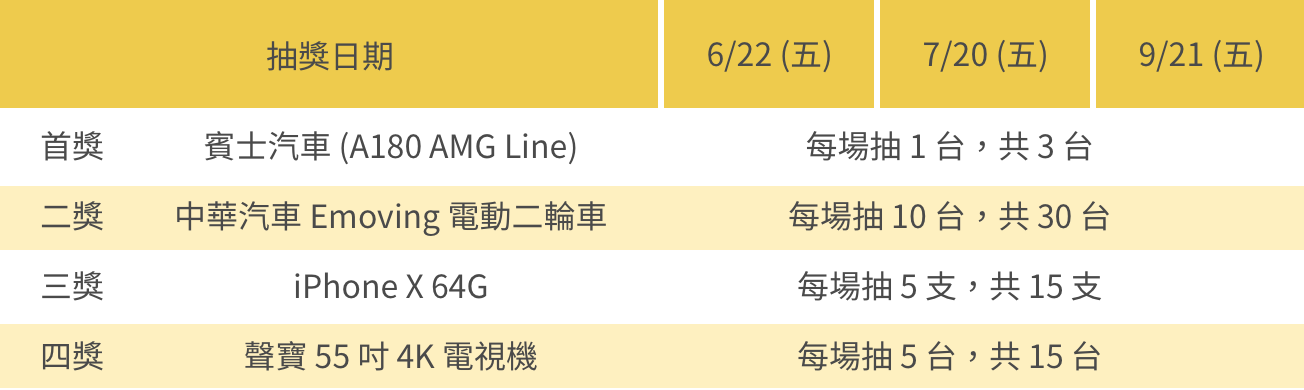 抽獎日期 6/22 (五) 7/20 (五) 9/21 (五)
首獎 賓士汽車 (A180 AMG Line) 每場抽 1 台，共 3 台
二獎 中華汽車 Emoving 電動二輪車 每場抽 10 台，共 30 台
三獎 iPhone X 64G 每場抽 5 支，共 15 支
四獎 聲寶 55 吋 4K 電視機 每場抽 5 台，共 15 台